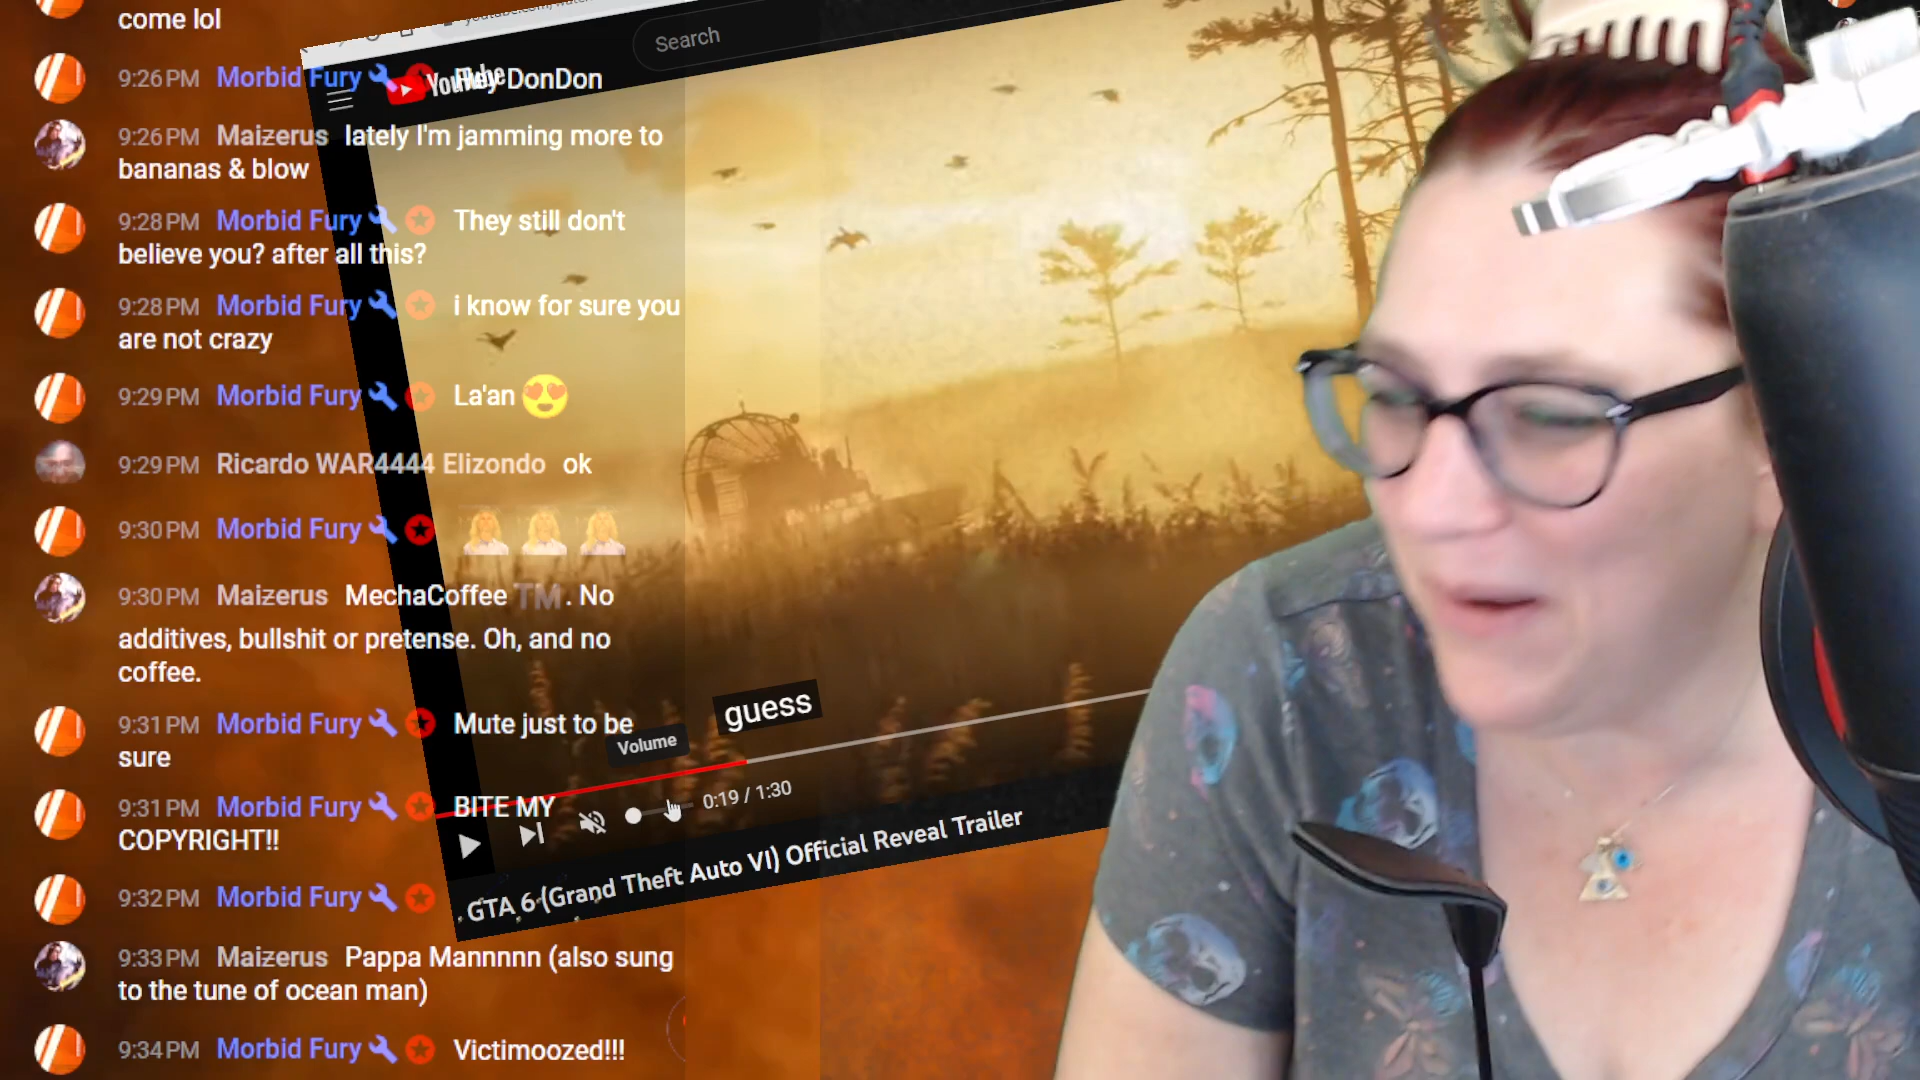 come lol
Search
YouTube
9:26 PM Morbid Fury Hey DonDon
9:26 PM Maizerus lately I'm jamming more to
bananas & blow
9:28 PM Morbid Fury They still don't
believe you? after all this?
9:28 PM Morbid Fury i know for sure you
are not crazy
9:29 PM Morbid Fury La'an 😍
9:29 PM Ricardo WAR4444 Elizondo ok
9:30 PM Morbid Fury
9:30 PM Maizerus MechaCoffee ™️. No
additives, bullshit or pretense. Oh, and no
coffee.
9:31 PM Morbid Fury Mute just to be
sure
9:31 PM Morbid Fury BITE MY
COPYRIGHT!!
9:32 PM Morbid Fury
9:33 PM Maizerus Pappa Mannnnn (also sung
to the tune of ocean man)
9:34 PM Morbid Fury Victimoozed!!!
guess
Volume
0:19 / 1:30
GTA 6 (Grand Theft Auto VI) Official Reveal Trailer